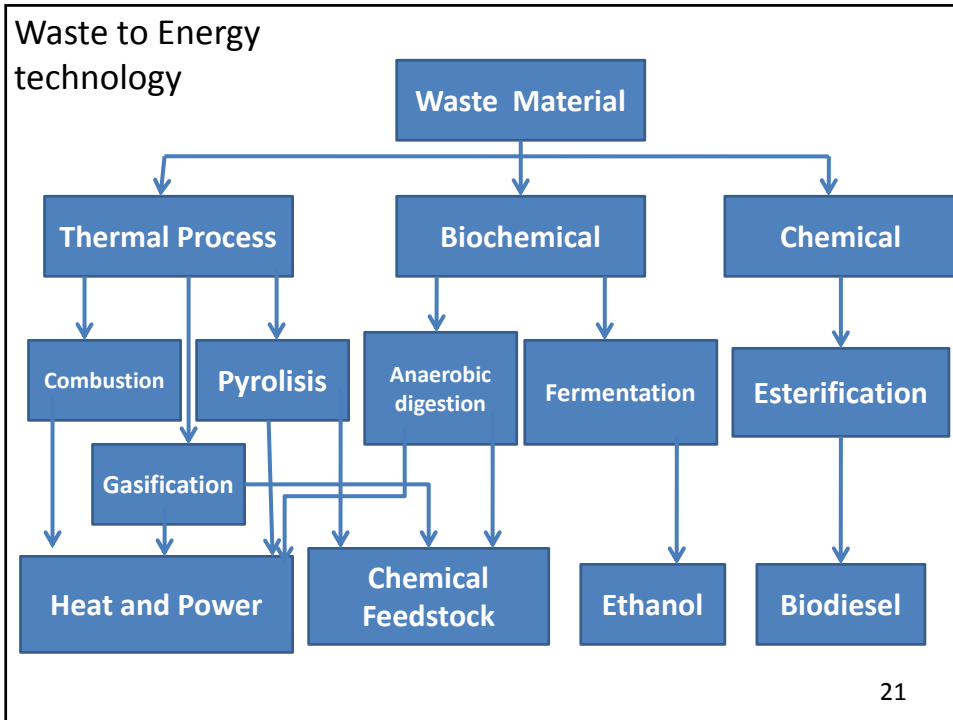 Waste to Energy
technology
Waste Material
Thermal Process
Biochemical
Chemical
Combustion
Pyrolisis
Anaerobic
digestion
Fermentation
Esterification
Gasification
Heat and Power
Chemical
Feedstock
Ethanol
Biodiesel
21